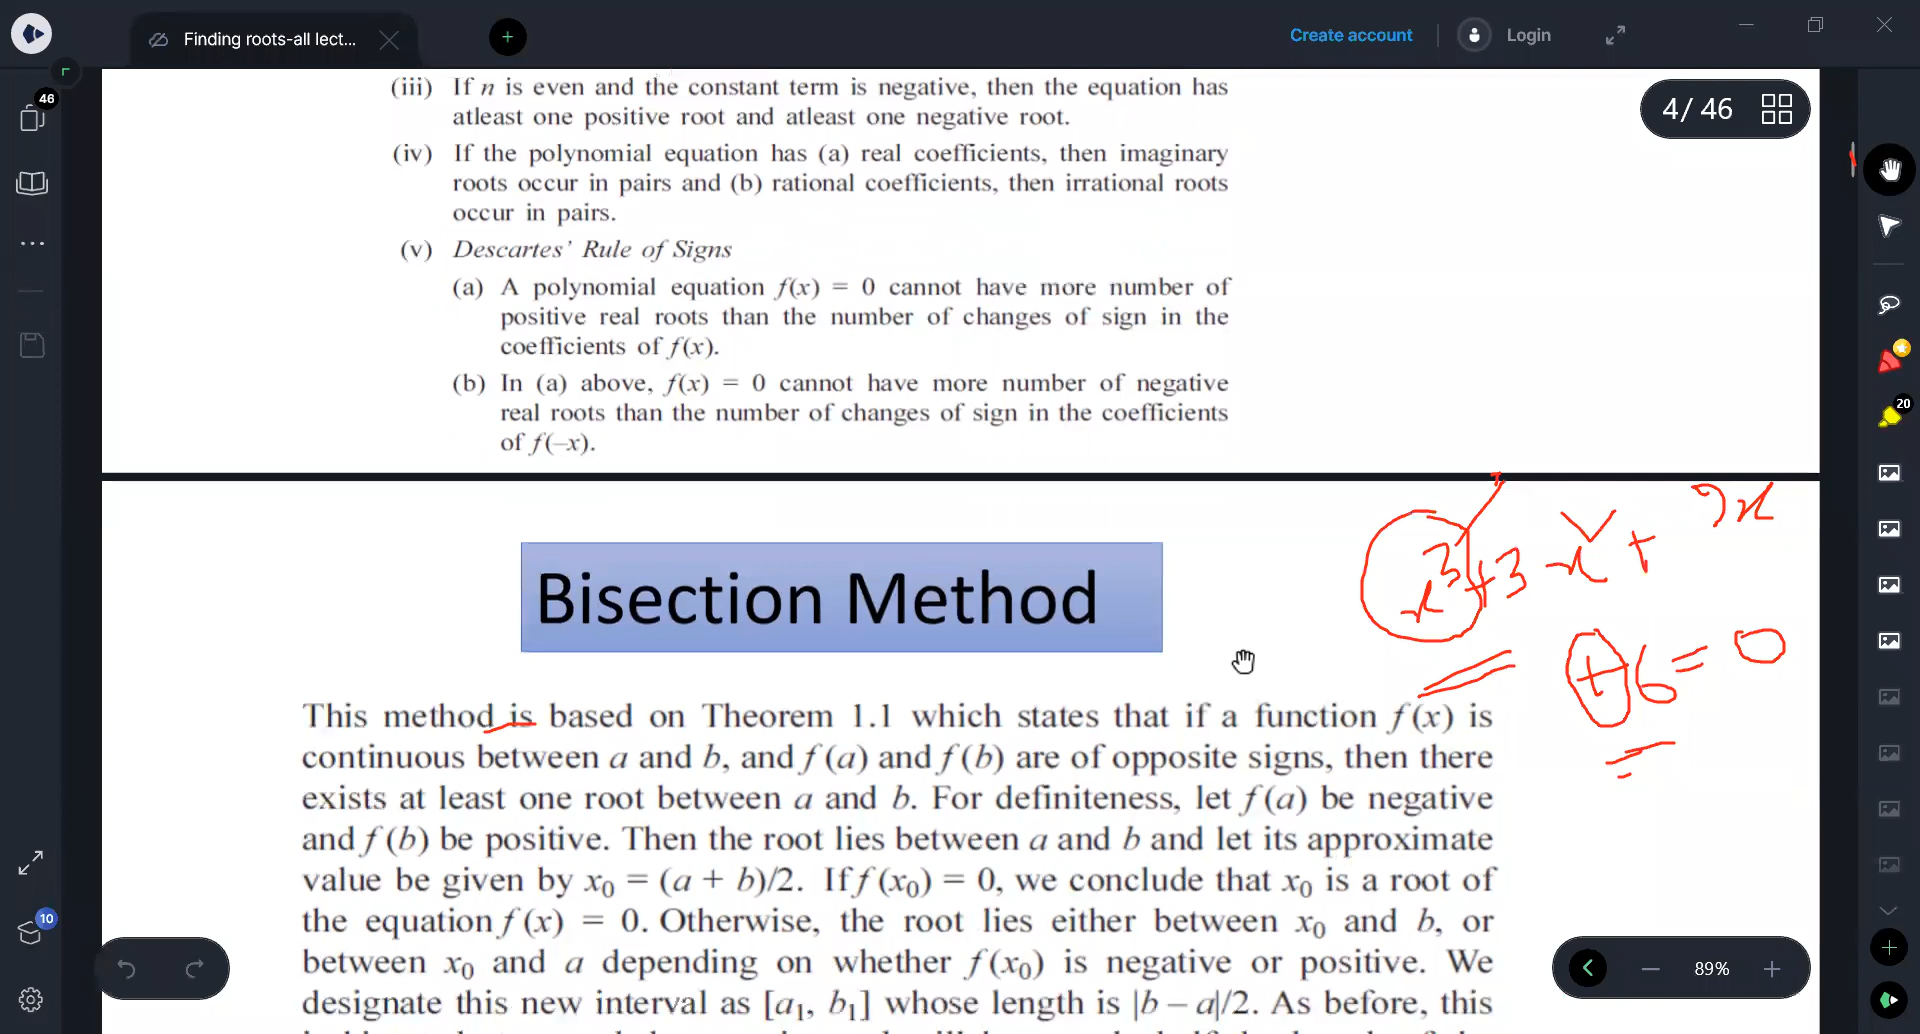 Finding roots-all lect...
Create account
Login
46
4/ 46
(iii) If n is even and the constant term is negative, then the equation has
atleast one positive root and atleast one negative root.
(iv) If the polynomial equation has (a) real coefficients, then imaginary
roots occur in pairs and (b) rational coefficients, then irrational roots
occur in pairs.
(v) Descartes' Rule of Signs
(a) A polynomial equation f(x) = 0 cannot have more number of
positive real roots than the number of changes of sign in the
coefficients of f(x).
(b) In (a) above, f(x) = 0 cannot have more number of negative
real roots than the number of changes of sign in the coefficients
of f(–x).
20
Bisection Method
x³+3
+6=0
This method is based on Theorem 1.1 which states that if a function f(x) is
continuous between a and b, and f(a) and f(b) are of opposite signs, then there
exists at least one root between a and b. For definiteness, let f(a) be negative
and f(b) be positive. Then the root lies between a and b and let its approximate
value be given by x₀ = (a + b)/2. If f(x₀) = 0, we conclude that x₀ is a root of
the equation f(x) = 0. Otherwise, the root lies either between x₀ and b, or
between x₀ and a depending on whether f(x₀) is negative or positive. We
designate this new interval as [a₁, b₁] whose length is |b – a|/2. As before, this
10
89%